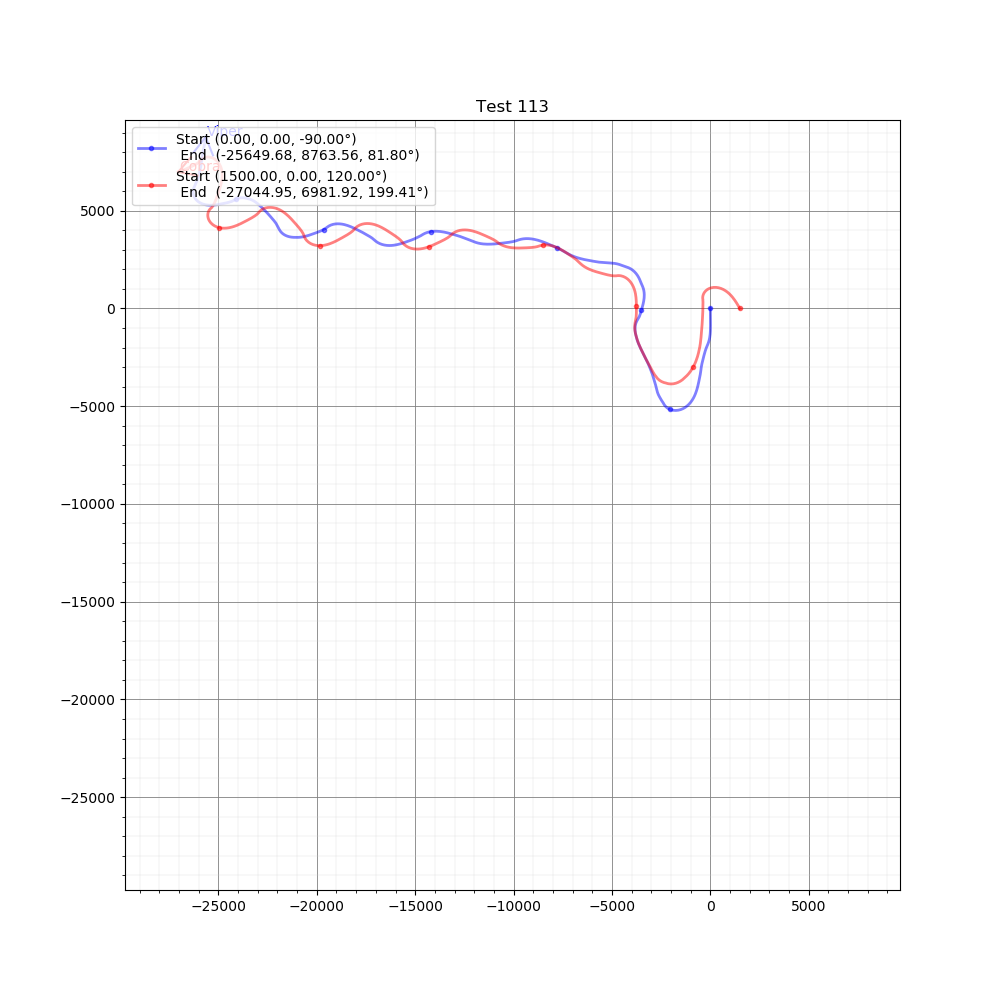 Test 113
Viper
Start (0.00, 0.00, -90.00°)
End (-25649.68, 8763.56, 81.80°)
Cobra
Start (1500.00, 0.00, 120.00°)
End (-27044.95, 6981.92, 199.41°)
5000
0
−5000
−10000
−15000
−20000
−25000
−25000 −20000 −15000 −10000 −5000 0 5000